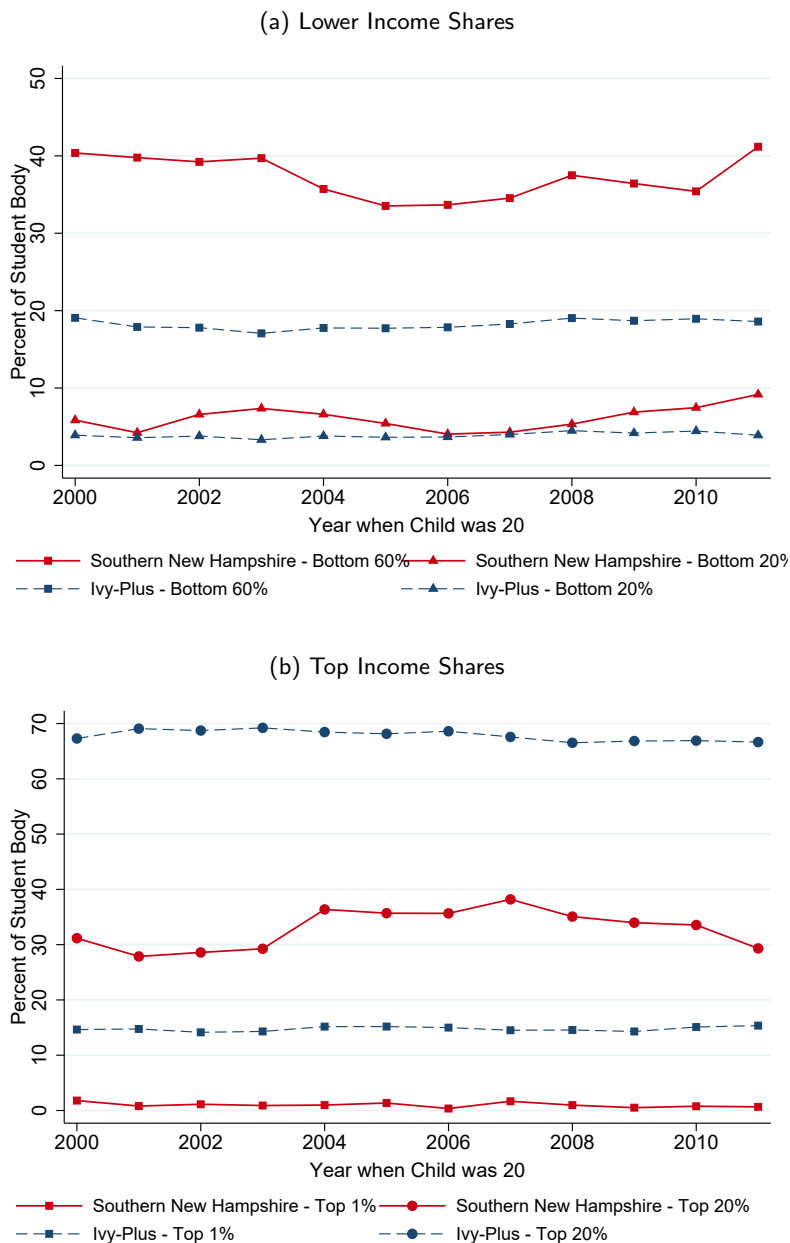 (a) Lower Income Shares
Percent of Student Body
50
40
30
20
10
0
2000 2002 2004 2006 2008 2010
Year when Child was 20
Southern New Hampshire - Bottom 60% Southern New Hampshire - Bottom 20%
Ivy-Plus - Bottom 60% Ivy-Plus - Bottom 20%
(b) Top Income Shares
Percent of Student Body
70
60
50
40
30
20
10
0
2000 2002 2004 2006 2008 2010
Year when Child was 20
Southern New Hampshire - Top 1% Southern New Hampshire - Top 20%
Ivy-Plus - Top 1% Ivy-Plus - Top 20%